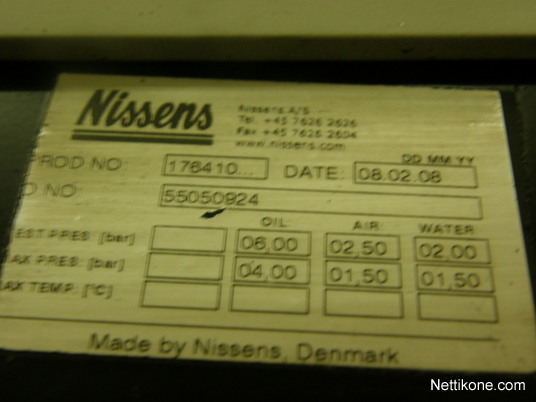 Nissens
Nissens A/S
Tel. +45 7626 2626
Fax +45 7626 2604
www.nissens.com
PROD NO: 176410... DATE: DD MM YY 08.02.08
O NO: 55050924
OIL AIR WATER
EST PRES: [bar] 06,00 02,50 02,00
AX PRES: [bar] 04,00 01,50 01,50
AX TEMP: [°C]
Made by Nissens, Denmark
Nettikone.com